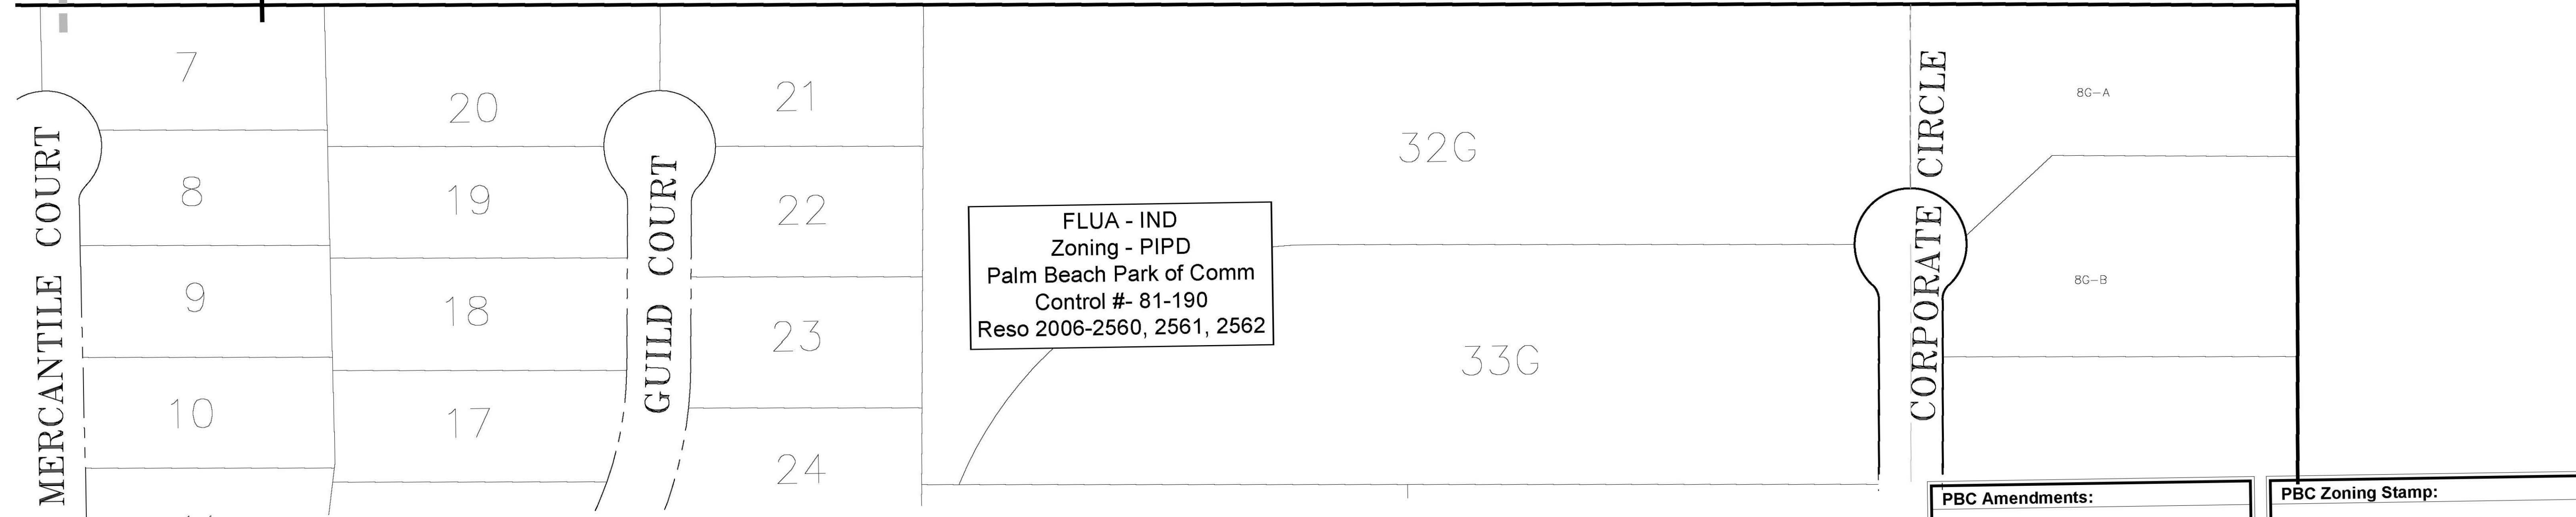 7
8
9
10
MERCANTILE COURT
20
19
18
17
GUILD COURT
21
22
23
24
FLUA - IND
Zoning - PIPD
Palm Beach Park of Comm
Control #- 81-190
Reso 2006-2560, 2561, 2562
32G
33G
CORPORATE CIRCLE
8G-A
8G-B
PBC Amendments:
PBC Zoning Stamp: